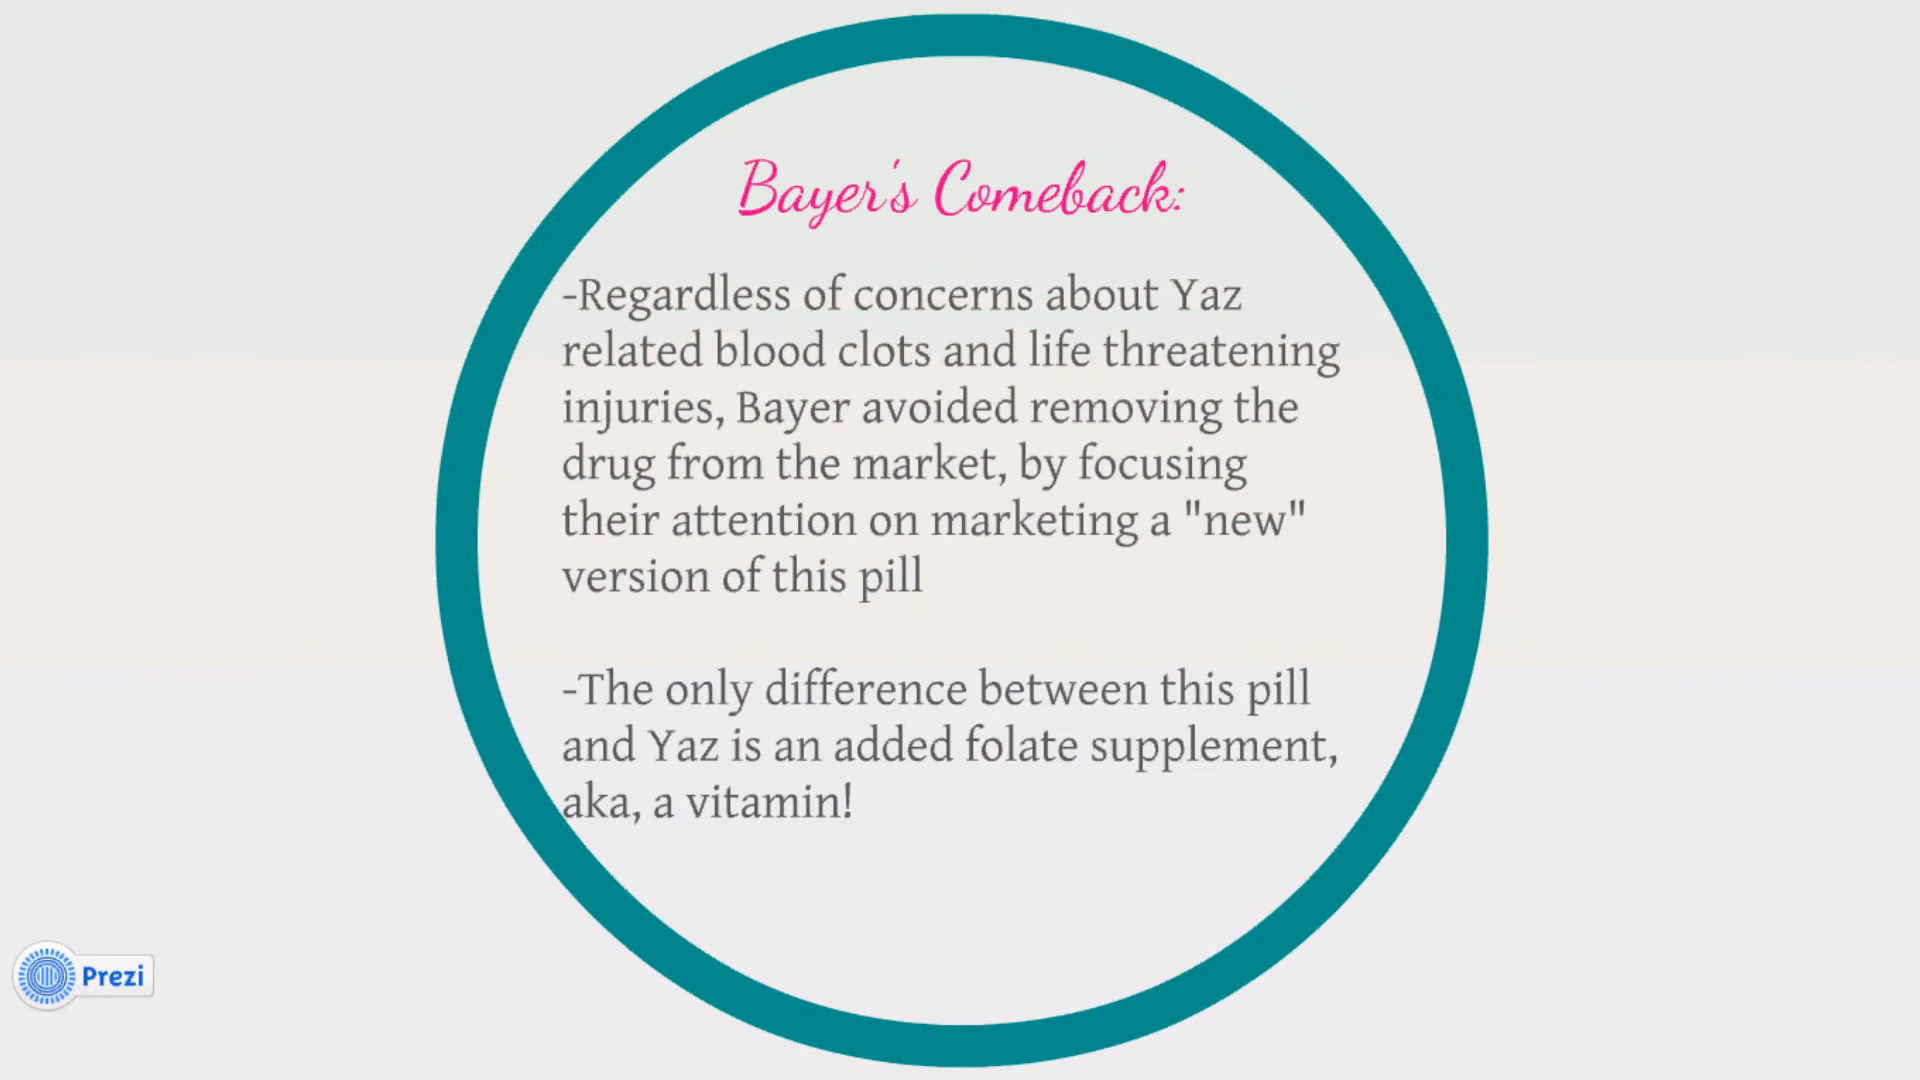 Bayer's Comeback:
-Regardless of concerns about Yaz
related blood clots and life threatening
injuries, Bayer avoided removing the
drug from the market, by focusing
their attention on marketing a "new"
version of this pill
-The only difference between this pill
and Yaz is an added folate supplement,
aka, a vitamin!
Prezi